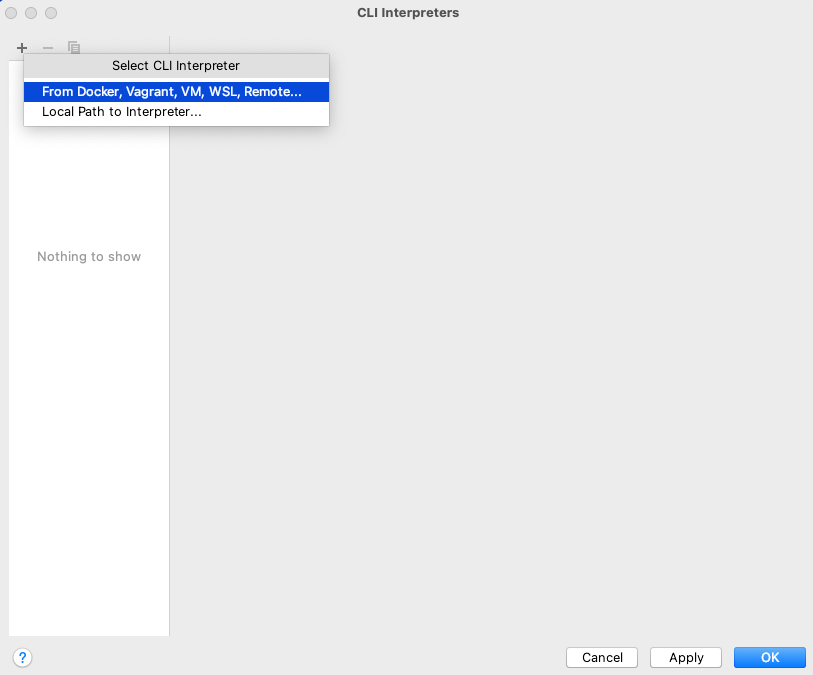 CLI Interpreters
Select CLI Interpreter
From Docker, Vagrant, VM, WSL, Remote...
Local Path to Interpreter...
Nothing to show
?
Cancel
Apply
OK